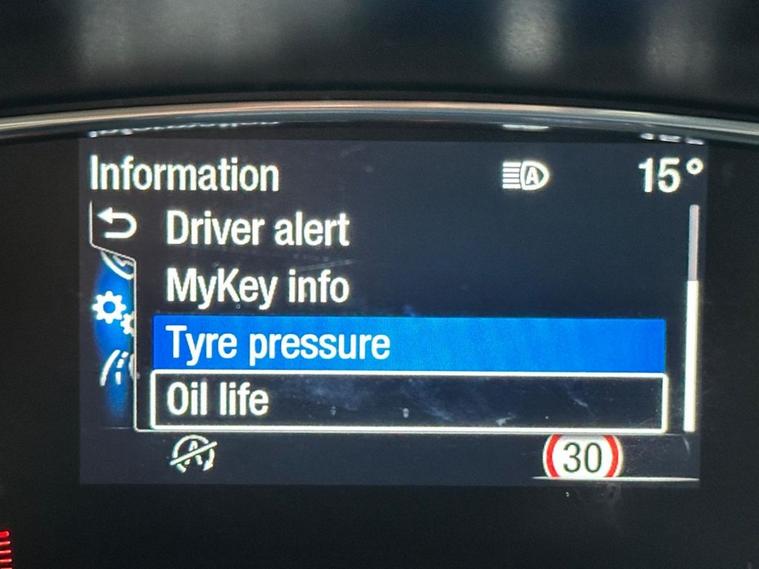 Information 15°
Driver alert
MyKey info
Tyre pressure
Oil life
30